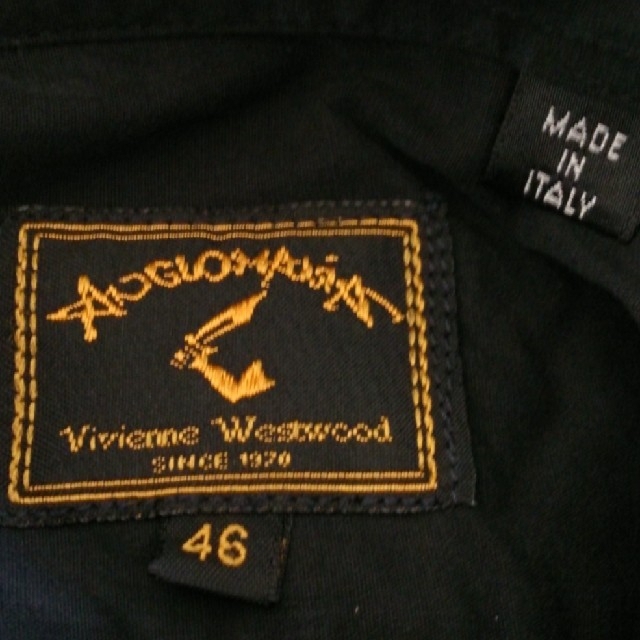 MADE
IN
ITALY
ANGLOMANIA
Vivienne Westwood
SINCE 1970
46